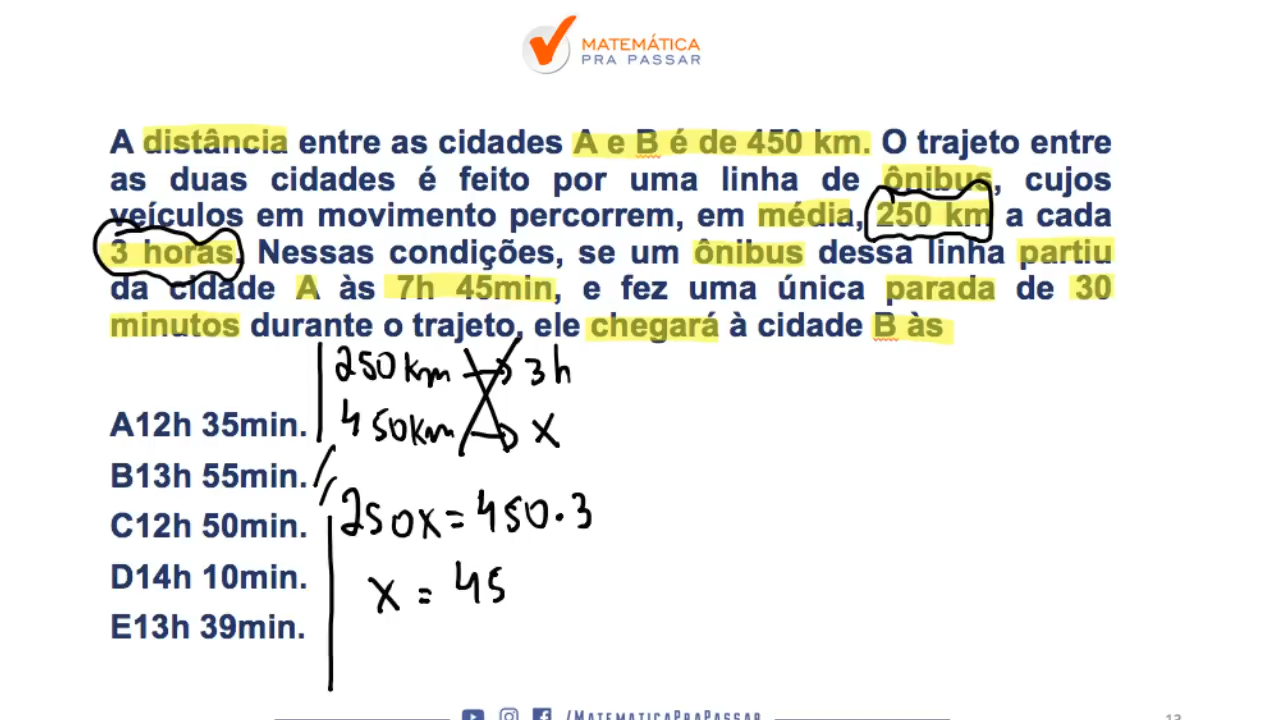 MATEMÁTICA
PRA PASSAR
A distância entre as cidades A e B é de 450 km. O trajeto entre
as duas cidades é feito por uma linha de ônibus, cujos
veículos em movimento percorrem, em média, 250 km a cada
3 horas. Nessas condições, se um ônibus dessa linha partiu
da cidade A às 7h 45min, e fez uma única parada de 30
minutos durante o trajeto, ele chegará à cidade B às
250 km → 3h
450 km → x
A12h 35min.
B13h 55min.
C12h 50min.
D14h 10min.
E13h 39min.
250x = 450.3
x = 45
/MATEMATICAPRAPASSAR
13